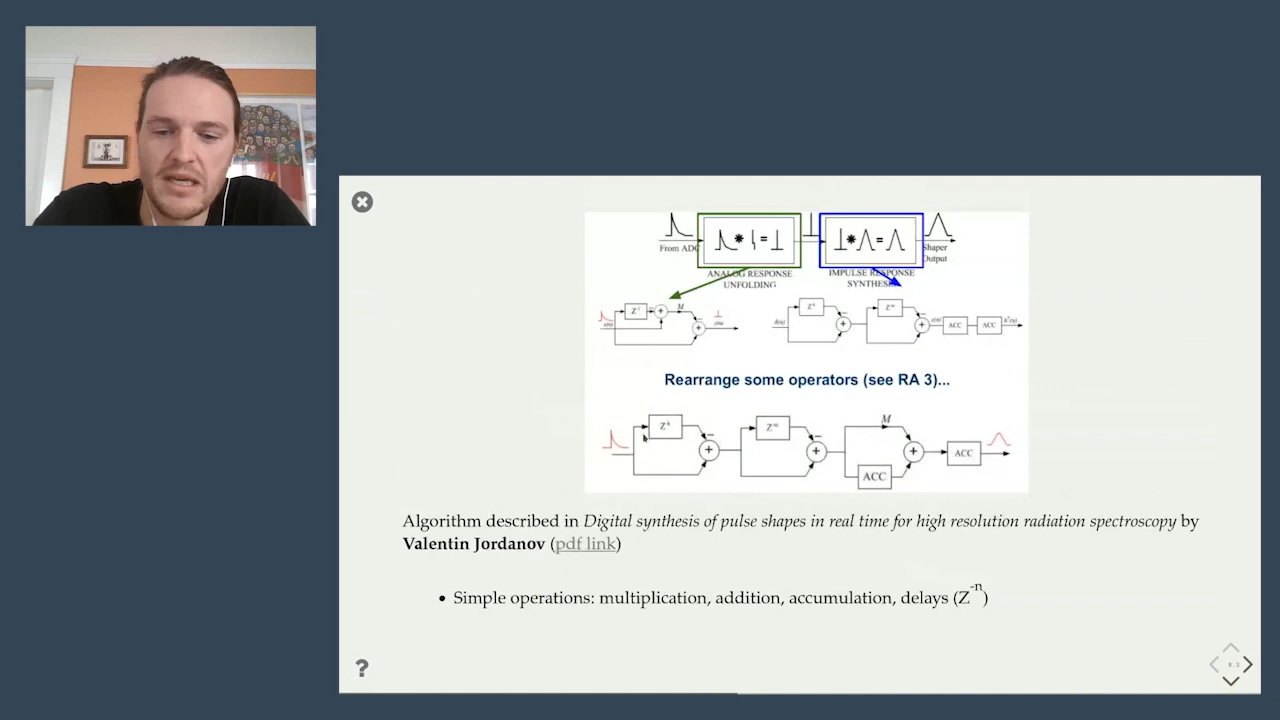 From ADC
Shaper
Output
ANALOG RESPONSE
UNFOLDING
IMPULSE RESPONSE
SYNTHESIS
M
ACC
ACC
Rearrange some operators (see RA 3)...
Z^k
Z^m
M
ACC
ACC
Algorithm described in Digital synthesis of pulse shapes in real time for high resolution radiation spectroscopy by
Valentin Jordanov (pdf link)
• Simple operations: multiplication, addition, accumulation, delays (Z^-n)
?